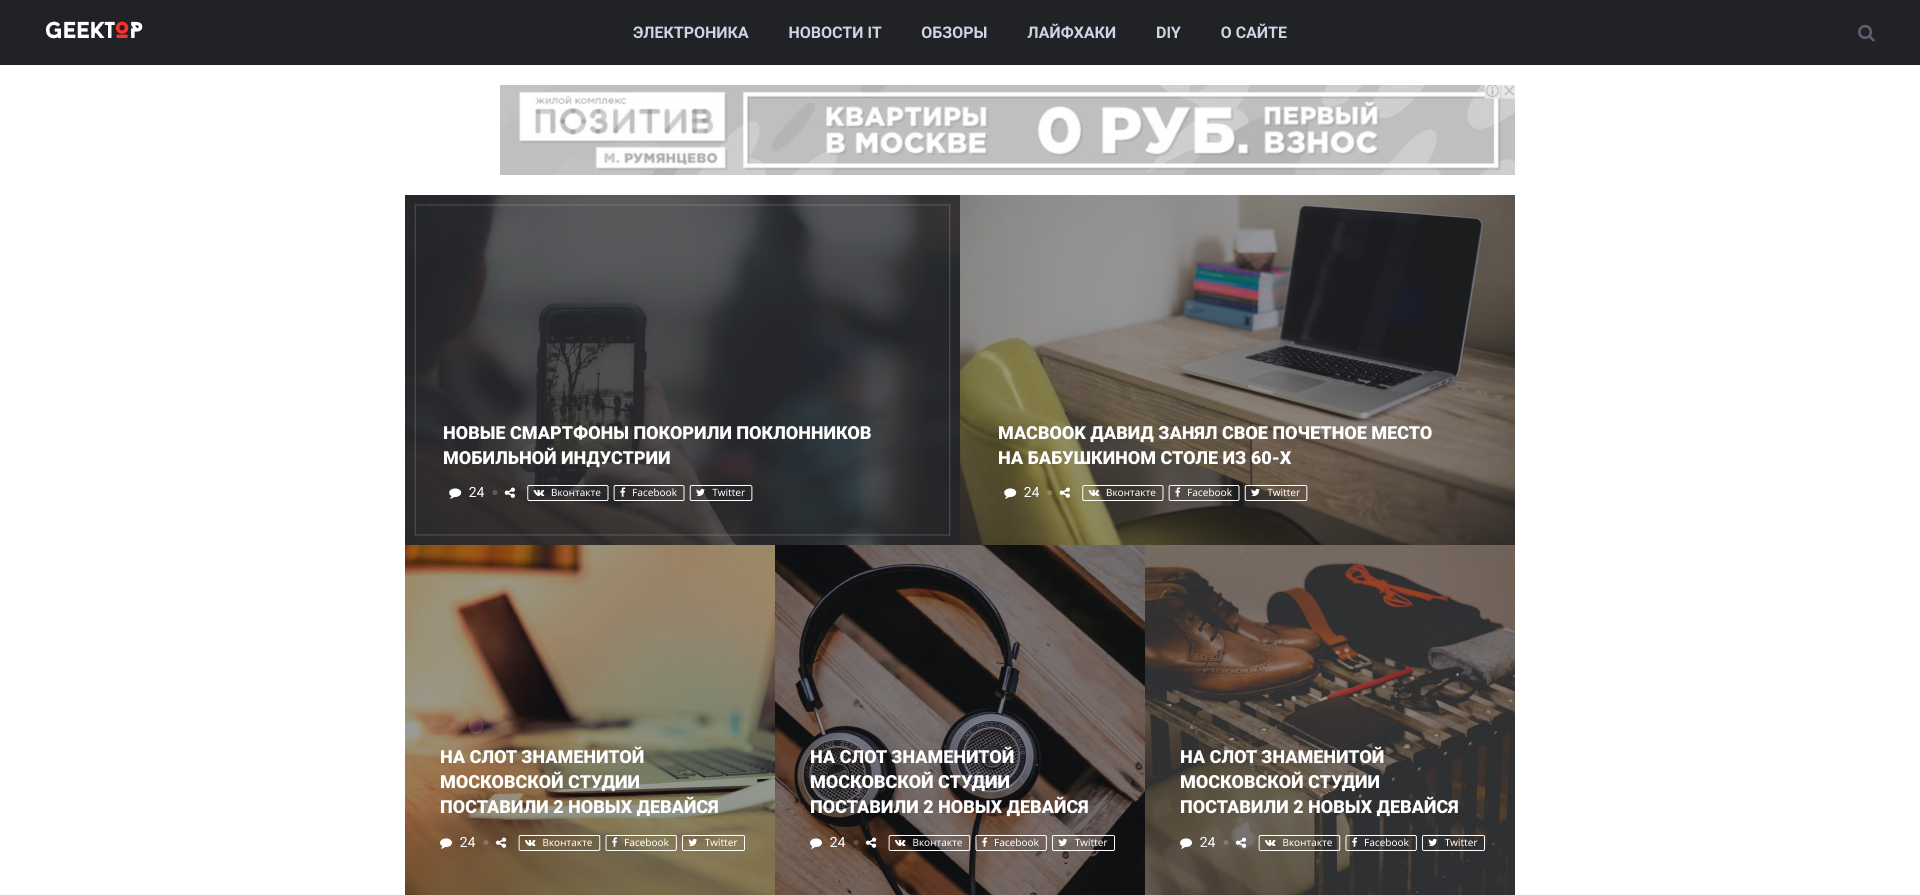 GEEKTOP
ЭЛЕКТРОНИКА НОВОСТИ IT ОБЗОРЫ ЛАЙФХАКИ DIY О САЙТЕ
ЖИЛОЙ КОМПЛЕКС
ПОЗИТИВ
М. РУМЯНЦЕВО
КВАРТИРЫ
В МОСКВЕ
0 РУБ.
ПЕРВЫЙ
ВЗНОС
НОВЫЕ СМАРТФОНЫ ПОКОРИЛИ ПОКЛОННИКОВ
МОБИЛЬНОЙ ИНДУСТРИИ
24 Вконтакте Facebook Twitter
MACBOOK ДАВИД ЗАНЯЛ СВОЕ ПОЧЕТНОЕ МЕСТО
НА БАБУШКИНОМ СТОЛЕ ИЗ 60-Х
24 Вконтакте Facebook Twitter
НА СЛОТ ЗНАМЕНИТОЙ
МОСКОВСКОЙ СТУДИИ
ПОСТАВИЛИ 2 НОВЫХ ДЕВАЙСЯ
24 Вконтакте Facebook Twitter
НА СЛОТ ЗНАМЕНИТОЙ
МОСКОВСКОЙ СТУДИИ
ПОСТАВИЛИ 2 НОВЫХ ДЕВАЙСЯ
24 Вконтакте Facebook Twitter
НА СЛОТ ЗНАМЕНИТОЙ
МОСКОВСКОЙ СТУДИИ
ПОСТАВИЛИ 2 НОВЫХ ДЕВАЙСЯ
24 Вконтакте Facebook Twitter